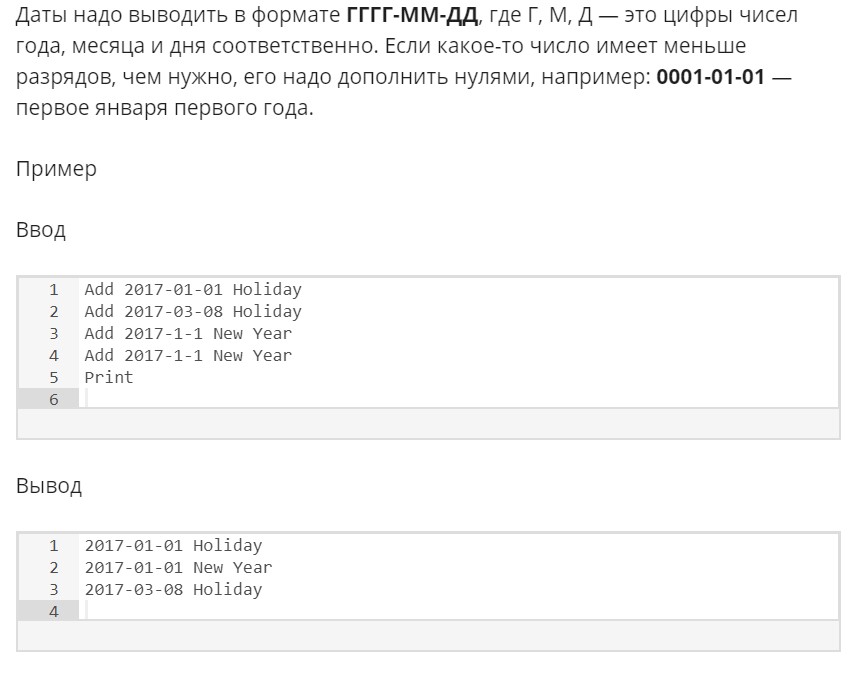 Даты надо выводить в формате ГГГГ-ММ-ДД, где Г, М, Д — это цифры чисел
года, месяца и дня соответственно. Если какое-то число имеет меньше
разрядов, чем нужно, его надо дополнить нулями, например: 0001-01-01 —
первое января первого года.
Пример
Ввод
1 Add 2017-01-01 Holiday
2 Add 2017-03-08 Holiday
3 Add 2017-1-1 New Year
4 Add 2017-1-1 New Year
5 Print
6
Вывод
1 2017-01-01 Holiday
2 2017-01-01 New Year
3 2017-03-08 Holiday
4